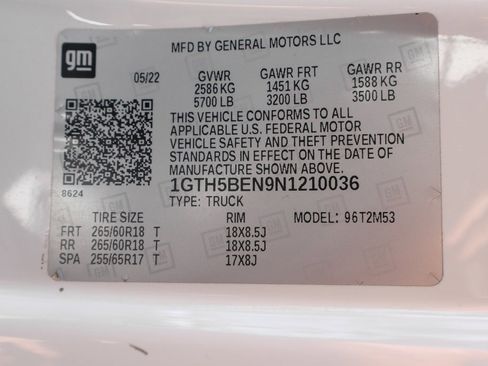 gm
MFD BY GENERAL MOTORS LLC
05/22 GVWR GAWR FRT GAWR RR
2586 KG 1451 KG 1588 KG
5700 LB 3200 LB 3500 LB
THIS VEHICLE CONFORMS TO ALL
APPLICABLE U.S. FEDERAL MOTOR
VEHICLE SAFETY AND THEFT PREVENTION
STANDARDS IN EFFECT ON THE DATE OF
MANUFACTURE SHOWN ABOVE.
8624
1GTH5BEN9N1210036
TYPE: TRUCK
TIRE SIZE RIM MODEL: 96T2M53
FRT 265/60R18 T 18X8.5J
RR 265/60R18 T 18X8.5J
SPA 255/65R17 T 17X8J